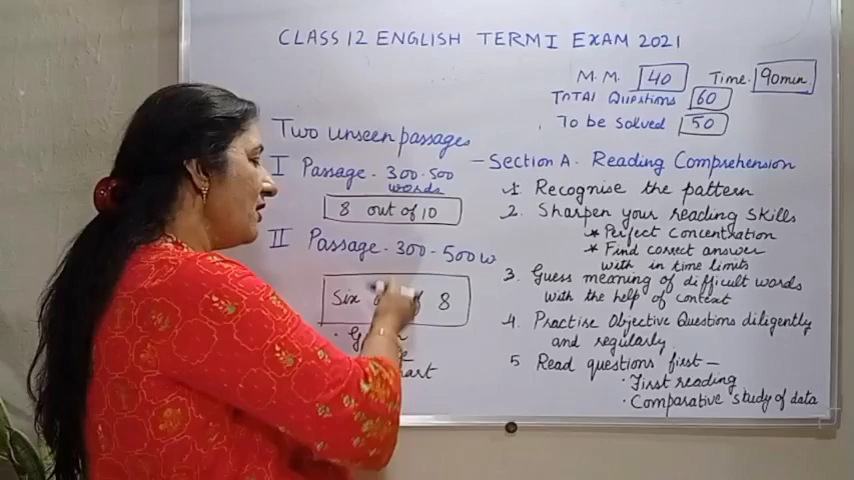 CLASS 12 ENGLISH TERM I EXAM 2021
M.M. 40 Time. 90min.
TOTAL QUESTIONS 60
To be Solved 50
Two unseen passages
I Passage - 300-500 words
8 out of 10
II Passage - 300-500 w
Six 8
- Section A. Reading Comprehension
1. Recognise the pattern
2. Sharpen your reading skills
* Perfect concentration
* Find correct answer
with in time limits
3. Guess meaning of difficult words
with the help of context
4. Practise Objective Questions diligently
and regularly
5 Read questions first -
· First reading
· Comparative study of data